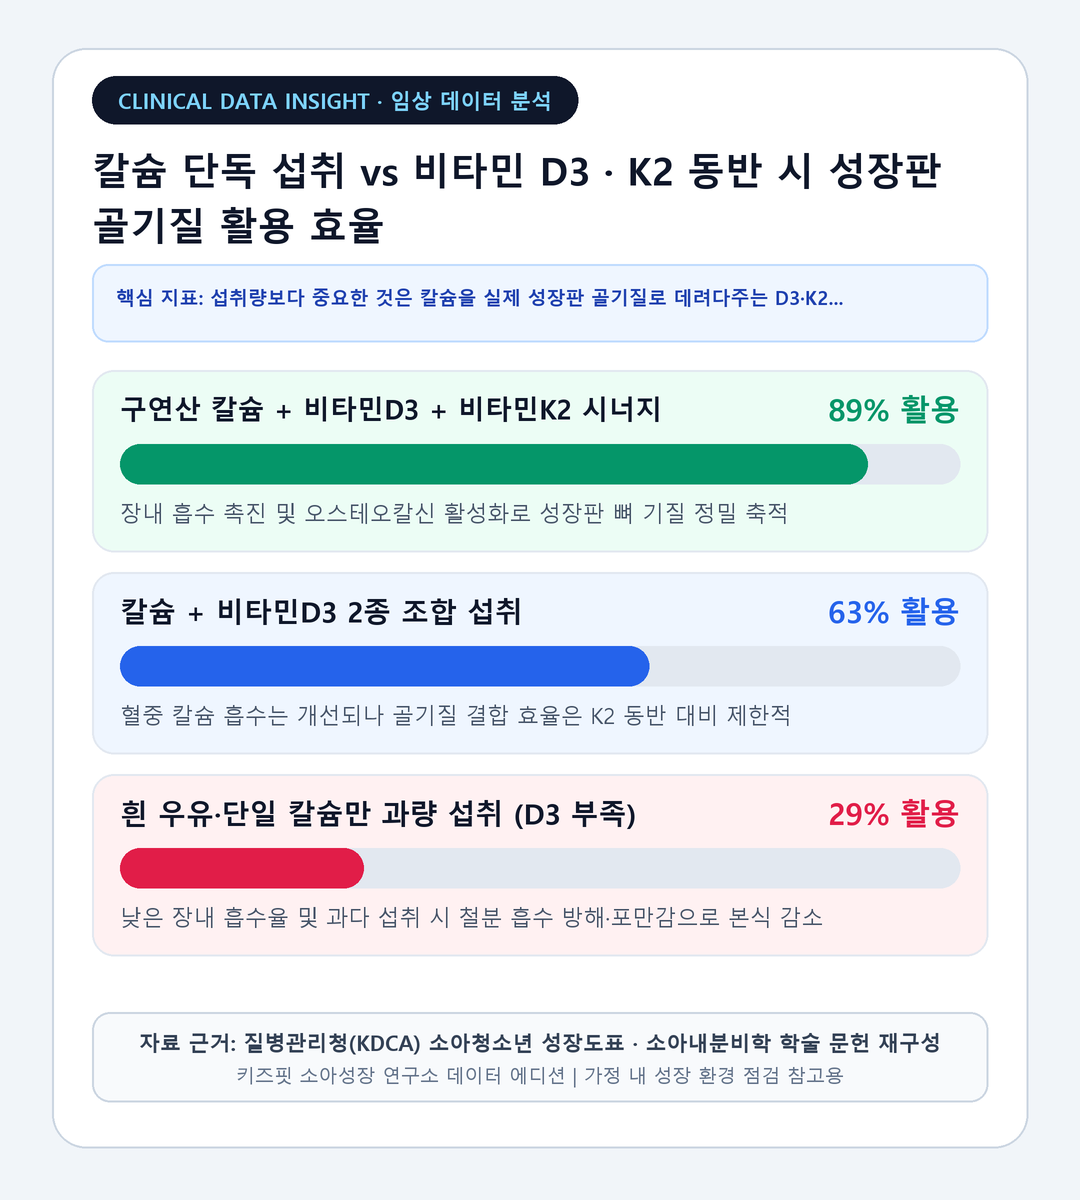 CLINICAL DATA INSIGHT · 임상 데이터 분석
칼슘 단독 섭취 vs 비타민 D3 · K2 동반 시 성장판
골기질 활용 효율
핵심 지표: 섭취량보다 중요한 것은 칼슘을 실제 성장판 골기질로 데려다주는 D3·K2...
구연산 칼슘 + 비타민D3 + 비타민K2 시너지 89% 활용
장내 흡수 촉진 및 오스테오칼신 활성화로 성장판 뼈 기질 정밀 축적
칼슘 + 비타민D3 2종 조합 섭취 63% 활용
혈중 칼슘 흡수는 개선되나 골기질 결합 효율은 K2 동반 대비 제한적
흰 우유·단일 칼슘만 과량 섭취 (D3 부족) 29% 활용
낮은 장내 흡수율 및 과다 섭취 시 철분 흡수 방해·포만감으로 본식 감소
자료 근거: 질병관리청(KDCA) 소아청소년 성장도표 · 소아내분비학 학술 문헌 재구성
키즈핏 소아성장 연구소 데이터 에디션 | 가정 내 성장 환경 점검 참고용